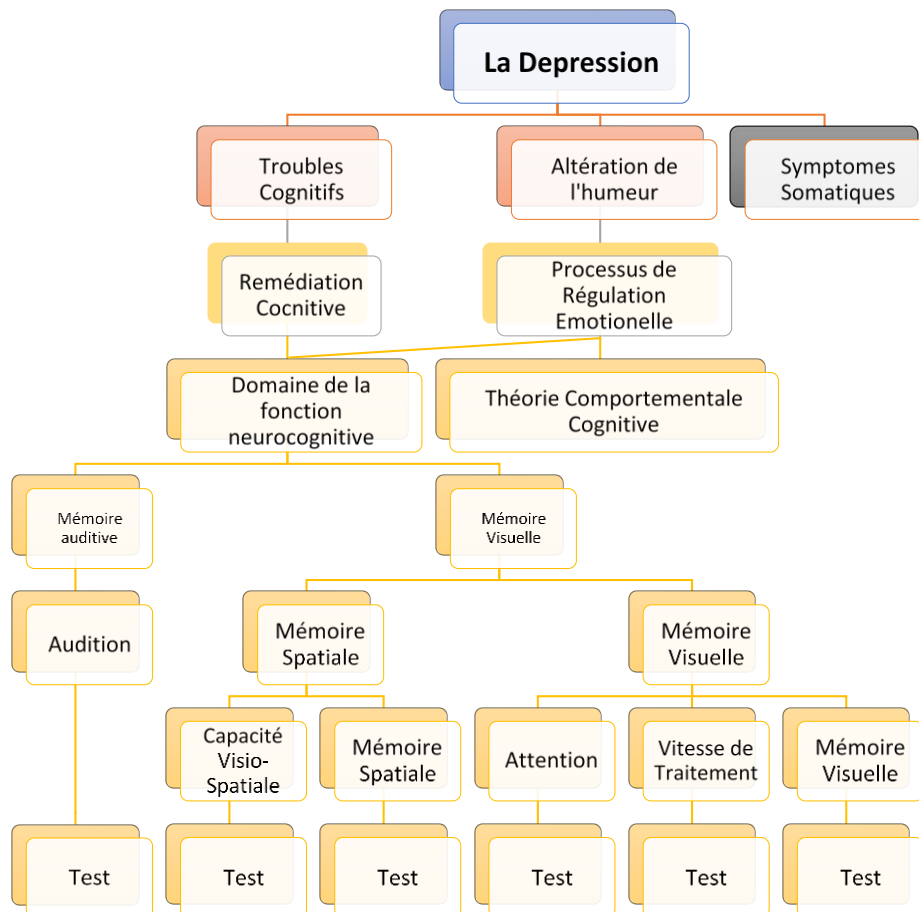 La Depression
Troubles
Cognitifs
Altération de
l'humeur
Symptomes
Somatiques
Remédiation
Cocnitive
Processus de
Régulation
Emotionelle
Domaine de la
fonction
neurocognitive
Théorie Comportementale
Cognitive
Mémoire
auditive
Mémoire
Visuelle
Audition
Mémoire
Spatiale
Mémoire
Visuelle
Capacité
Visio-
Spatiale
Mémoire
Spatiale
Attention
Vitesse de
Traitement
Mémoire
Visuelle
Test
Test
Test
Test
Test
Test